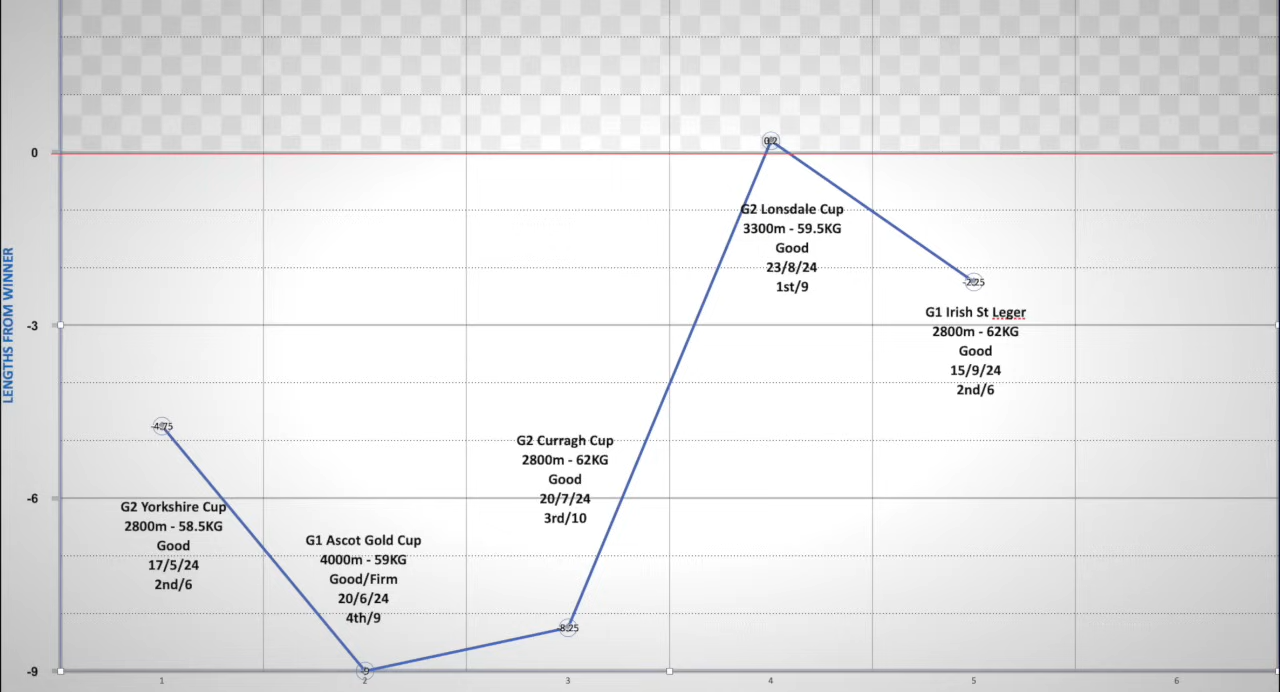 LENGTHS FROM WINNER
0
-3
-6
-9
-4.75
G2 Yorkshire Cup
2800m - 58.5KG
Good
17/5/24
2nd/6
G1 Ascot Gold Cup
4000m - 59KG
Good/Firm
20/6/24
4th/9
-9
G2 Curragh Cup
2800m - 62KG
Good
20/7/24
3rd/10
-8.25
0.2
G2 Lonsdale Cup
3300m - 59.5KG
Good
23/8/24
1st/9
-2.25
G1 Irish St Leger
2800m - 62KG
Good
15/9/24
2nd/6
1 2 3 4 5 6